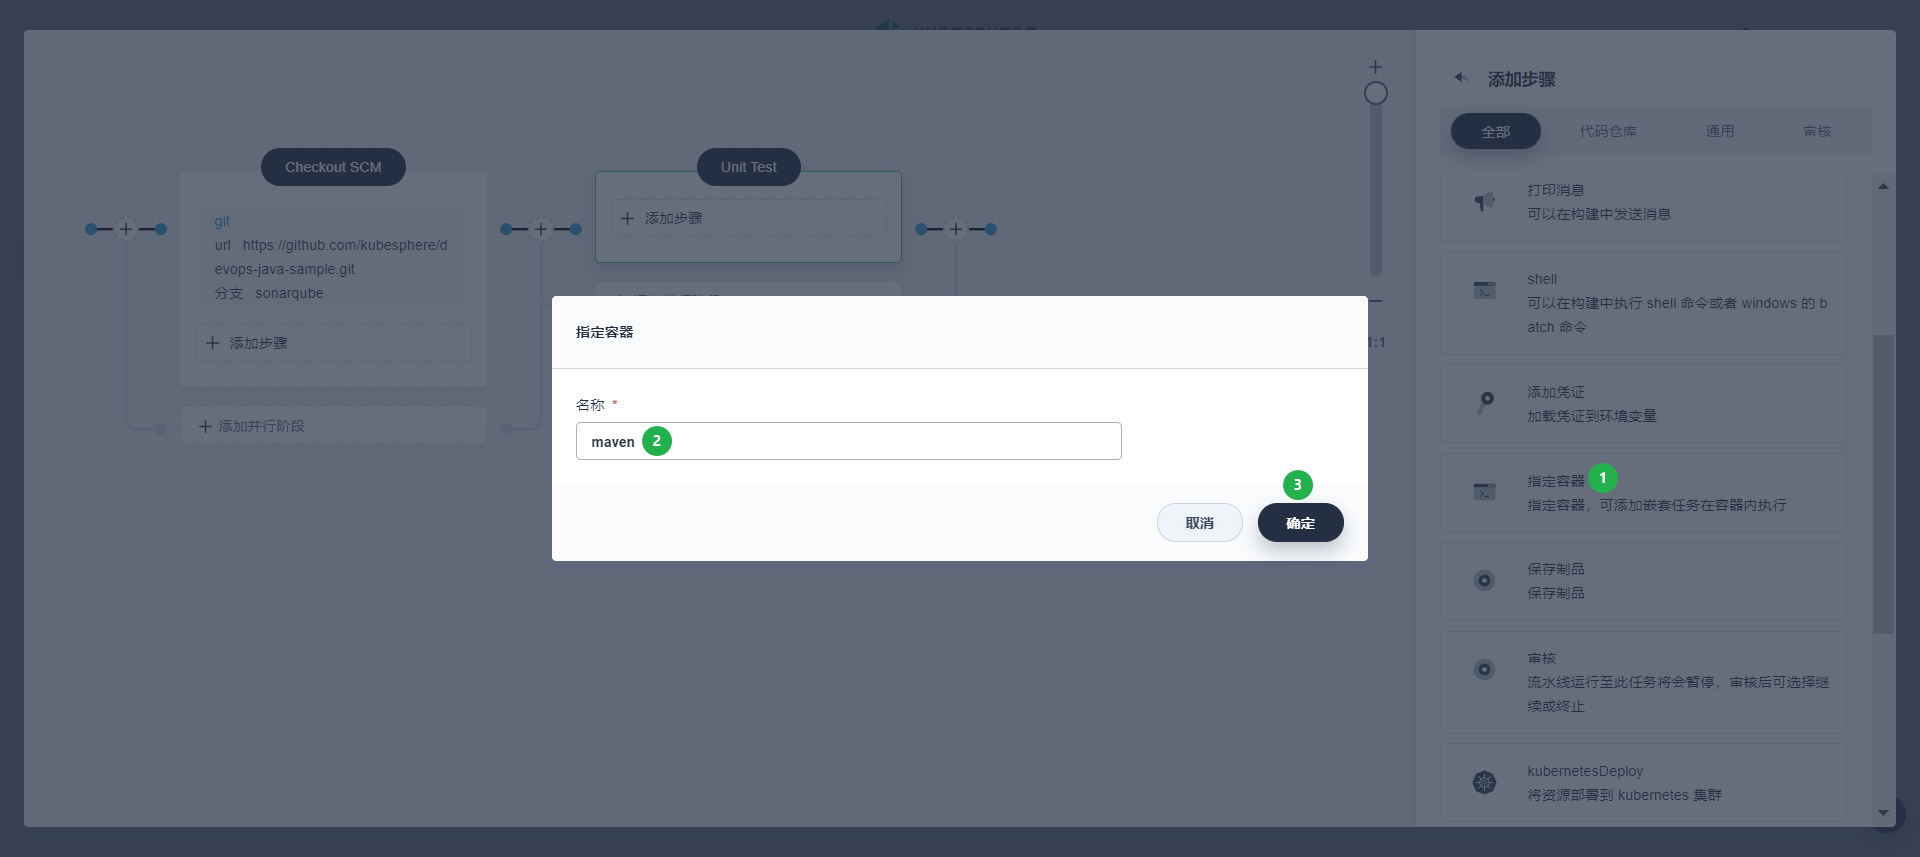 Checkout SCM
git
url https://github.com/kubesphere/d
evops-java-sample.git
分支 sonarqube
添加步骤
添加并行阶段
Unit Test
添加步骤
1:1
指定容器
名称 *
maven 2
3
取消
确定
添加步骤
全部 代码仓库 通用 审核
打印消息
可以在构建中发送消息
shell
可以在构建中执行 shell 命令或者 windows 的 b
atch 命令
添加凭证
加载凭证到环境变量
指定容器 1
指定容器，可添加嵌套任务在容器内执行
保存制品
保存制品
审核
流水线运行至此任务将会暂停，审核后可选择继
续或终止
kubernetesDeploy
将资源部署到 kubernetes 集群